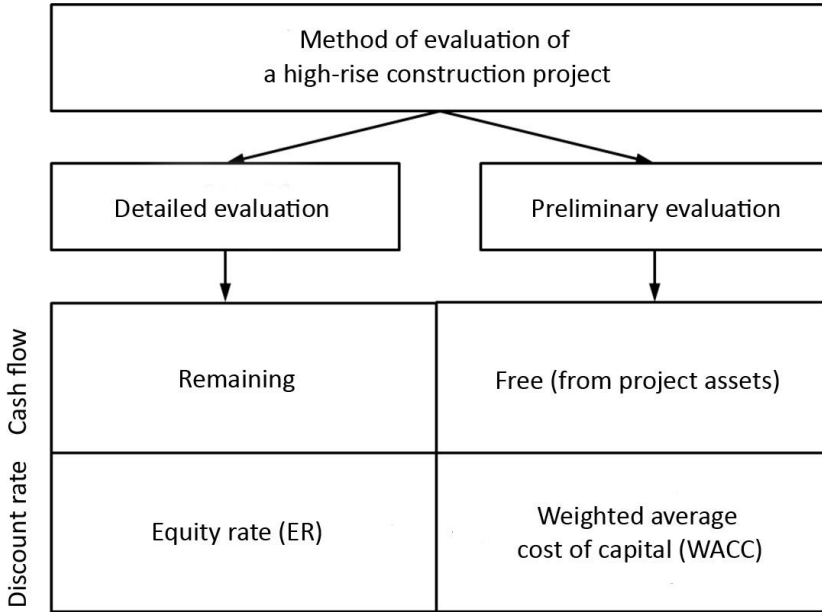 Method of evaluation of
a high-rise construction project
Detailed evaluation
Preliminary evaluation
Cash flow
Remaining
Free (from project assets)
Discount rate
Equity rate (ER)
Weighted average
cost of capital (WACC)